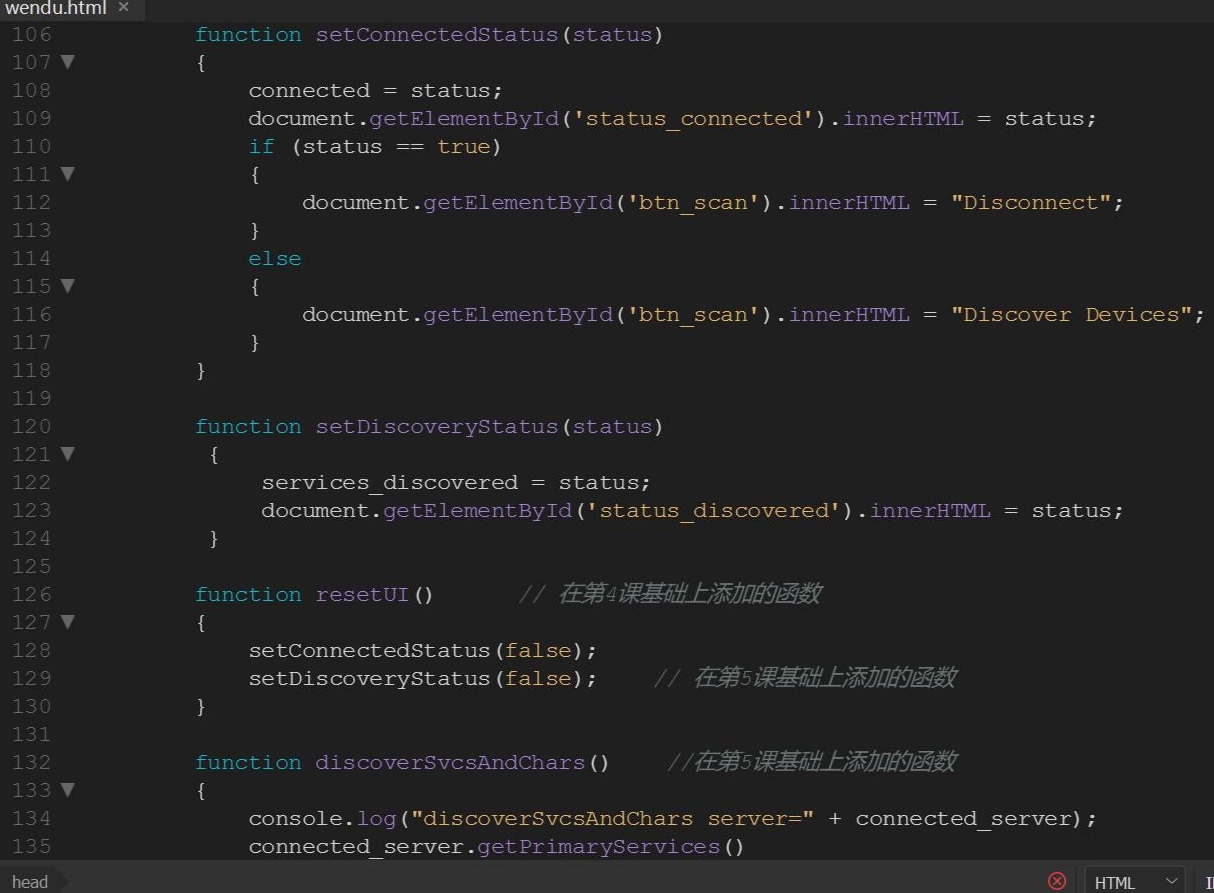 wendu.html ×
106 function setConnectedStatus(status)
107 {
108 connected = status;
109 document.getElementById('status_connected').innerHTML = status;
110 if (status == true)
111 {
112 document.getElementById('btn_scan').innerHTML = "Disconnect";
113 }
114 else
115 {
116 document.getElementById('btn_scan').innerHTML = "Discover Devices";
117 }
118 }
119
120 function setDiscoveryStatus(status)
121 {
122 services_discovered = status;
123 document.getElementById('status_discovered').innerHTML = status;
124 }
125
126 function resetUI() // 在第4课基础上添加的函数
127 {
128 setConnectedStatus(false);
129 setDiscoveryStatus(false); // 在第5课基础上添加的函数
130 }
131
132 function discoverSvcsAndChars() //在第5课基础上添加的函数
133 {
134 console.log("discoverSvcsAndChars server=" + connected_server);
135 connected_server.getPrimaryServices()
head HTML